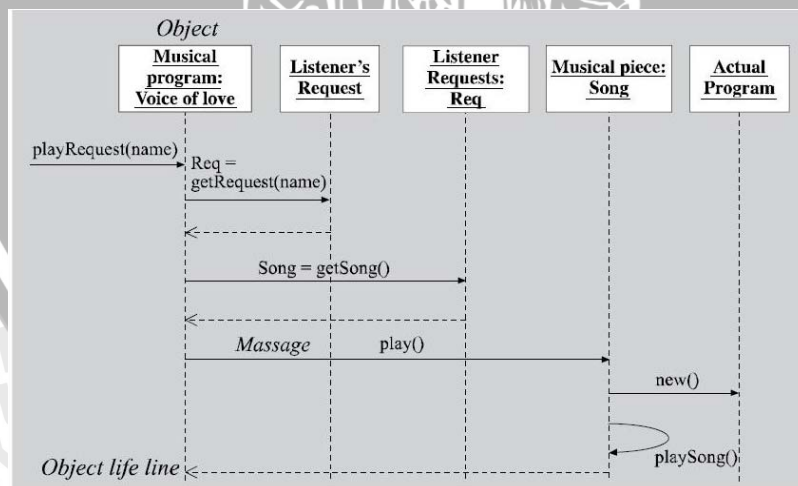 Object
Musical
program:
Voice of love
Listener's
Request
Listener
Requests:
Req
Musical piece:
Song
Actual
Program
playRequest(name)
Req =
getRequest(name)
Song = getSong()
Massage
play()
new()
playSong()
Object life line